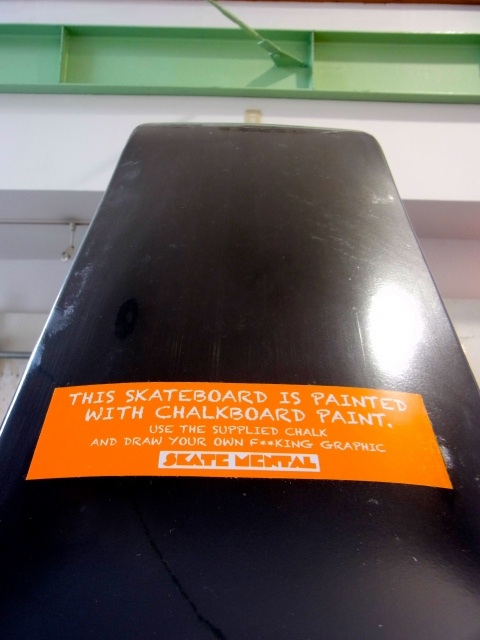 THIS SKATEBOARD IS PAINTED
WITH CHALKBOARD PAINT.
USE THE SUPPLIED CHALK
AND DRAW YOUR OWN F**KING GRAPHIC
SKATE MENTAL